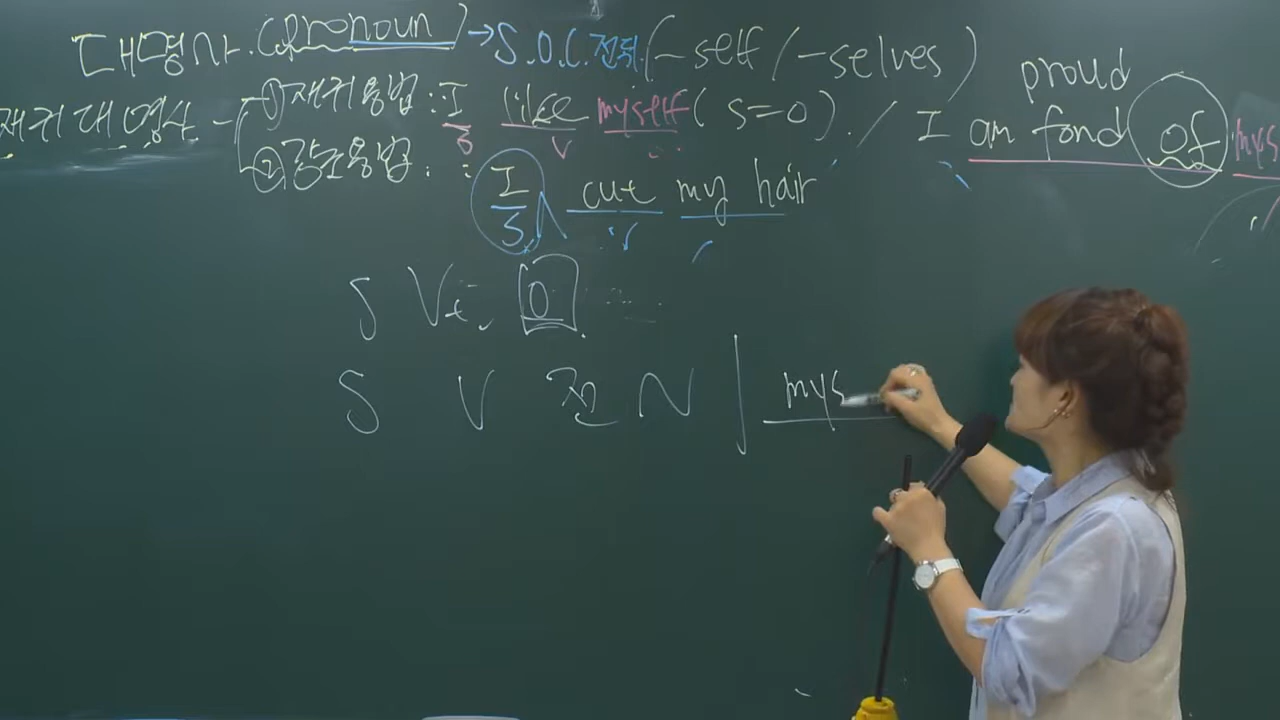 대명사 (pronoun) → S.O.C 전뒤 (-self / -selves)
재귀대명사 - ① 재귀용법 : I like myself (S=O). / I am fond of mys
S V
proud
② 강조용법 : I cut my hair
S V
S Vt O
S V 전 N | mys